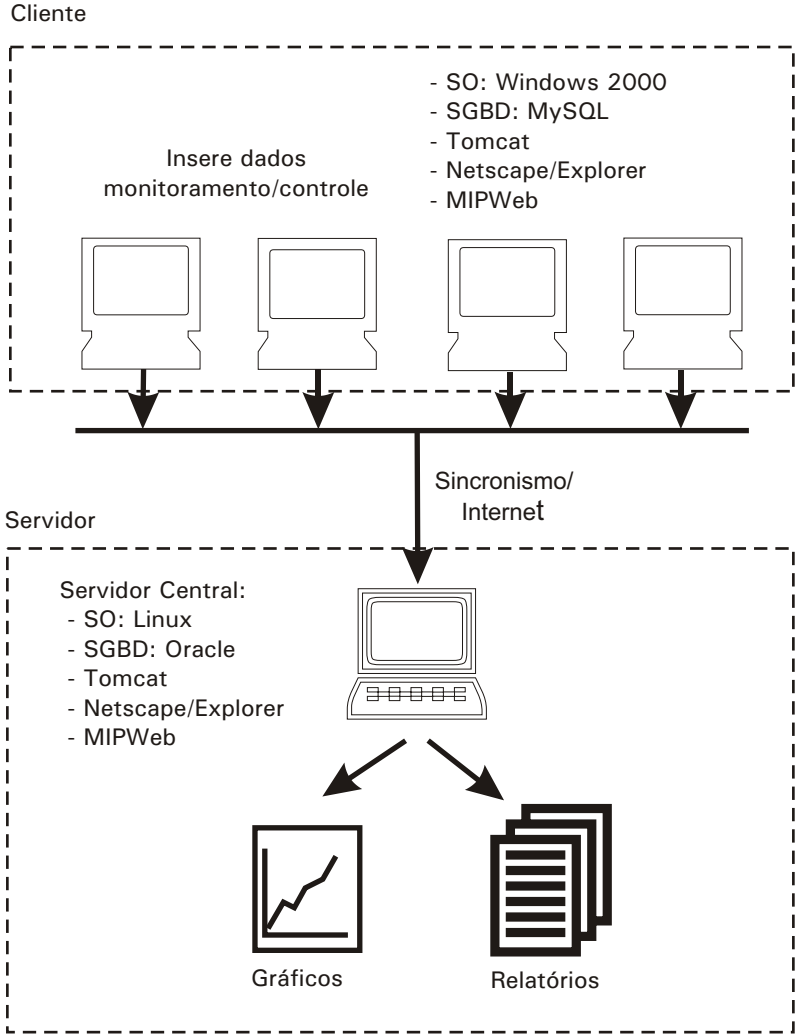 Cliente
- SO: Windows 2000
- SGBD: MySQL
- Tomcat
- Netscape/Explorer
- MIPWeb
Insere dados
monitoramento/controle
Sincronismo/
Internet
Servidor
Servidor Central:
- SO: Linux
- SGBD: Oracle
- Tomcat
- Netscape/Explorer
- MIPWeb
Gráficos
Relatórios